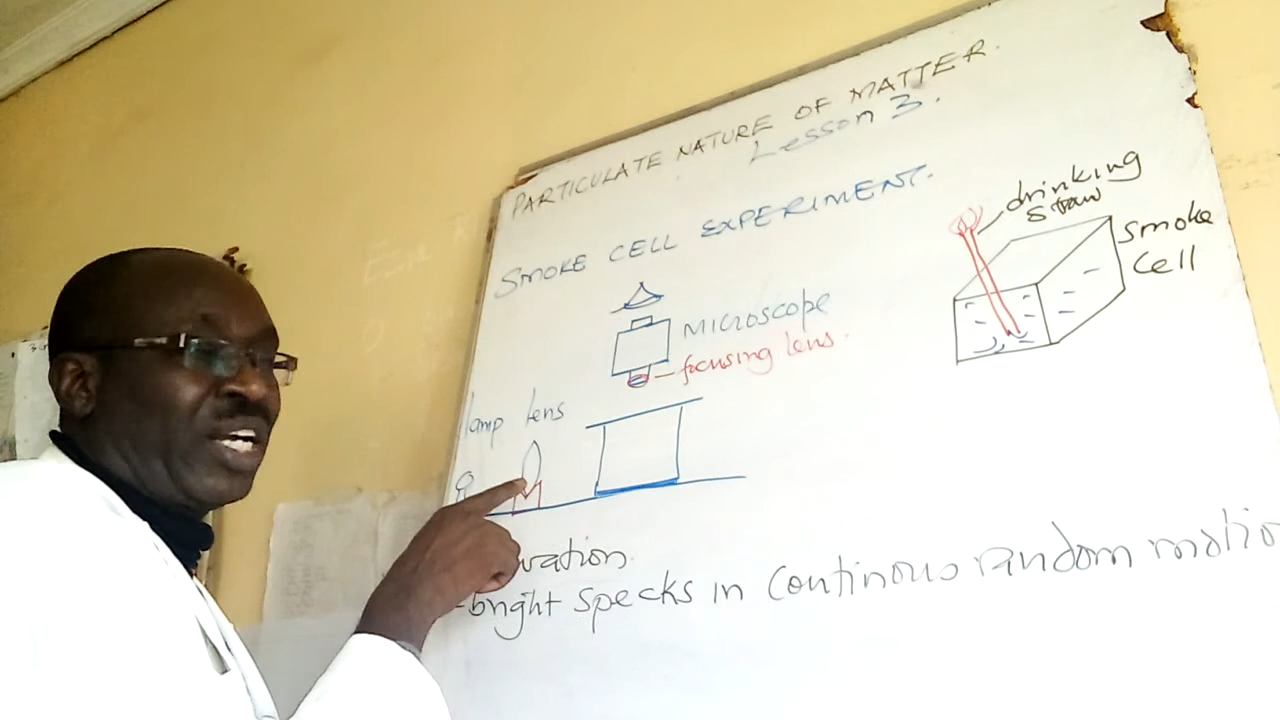 PARTICULATE NATURE OF MATTER.
Lesson 3.
SMOKE CELL EXPERIMENT.
drinking
straw
smoke
cell
MICROSCOPE
focusing lens.
lamp lens
vation.
-bright specks in continous random motio